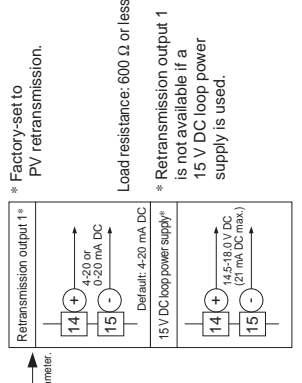 * Factory-set to
PV retransmission.
Load resistance: 600 Ω or less
* Retransmission output 1
is not available if a
15 V DC loop power
supply is used.
Retransmission output 1*
14 +
15 -
4-20 or
0-20 mA DC
Default: 4-20 mA DC
15 V DC loop power supply*
14 +
15 -
14.5-18.0 V DC
(21 mA DC max.)